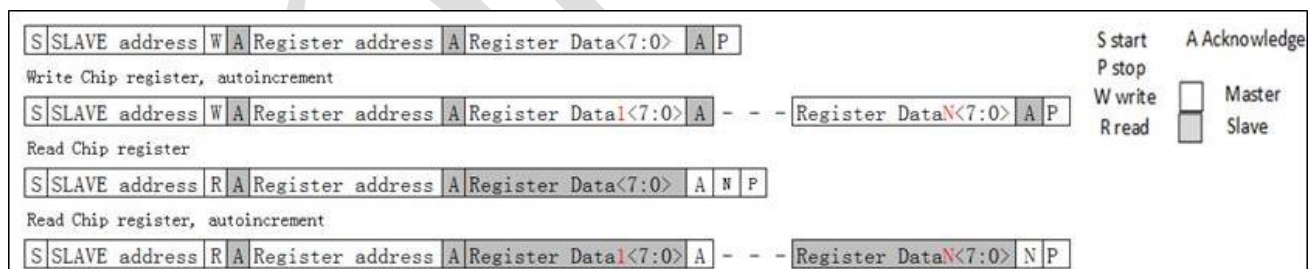 S SLAVE address W A Register address A Register Data<7:0> A P
Write Chip register, autoincrement
S SLAVE address W A Register address A Register Data1<7:0> A - - - Register DataN<7:0> A P
Read Chip register
S SLAVE address R A Register address A Register Data<7:0> A N P
Read Chip register, autoincrement
S SLAVE address R A Register address A Register Data1<7:0> A - - - Register DataN<7:0> N P
S start A Acknowledge
P stop
W write Master
R read Slave